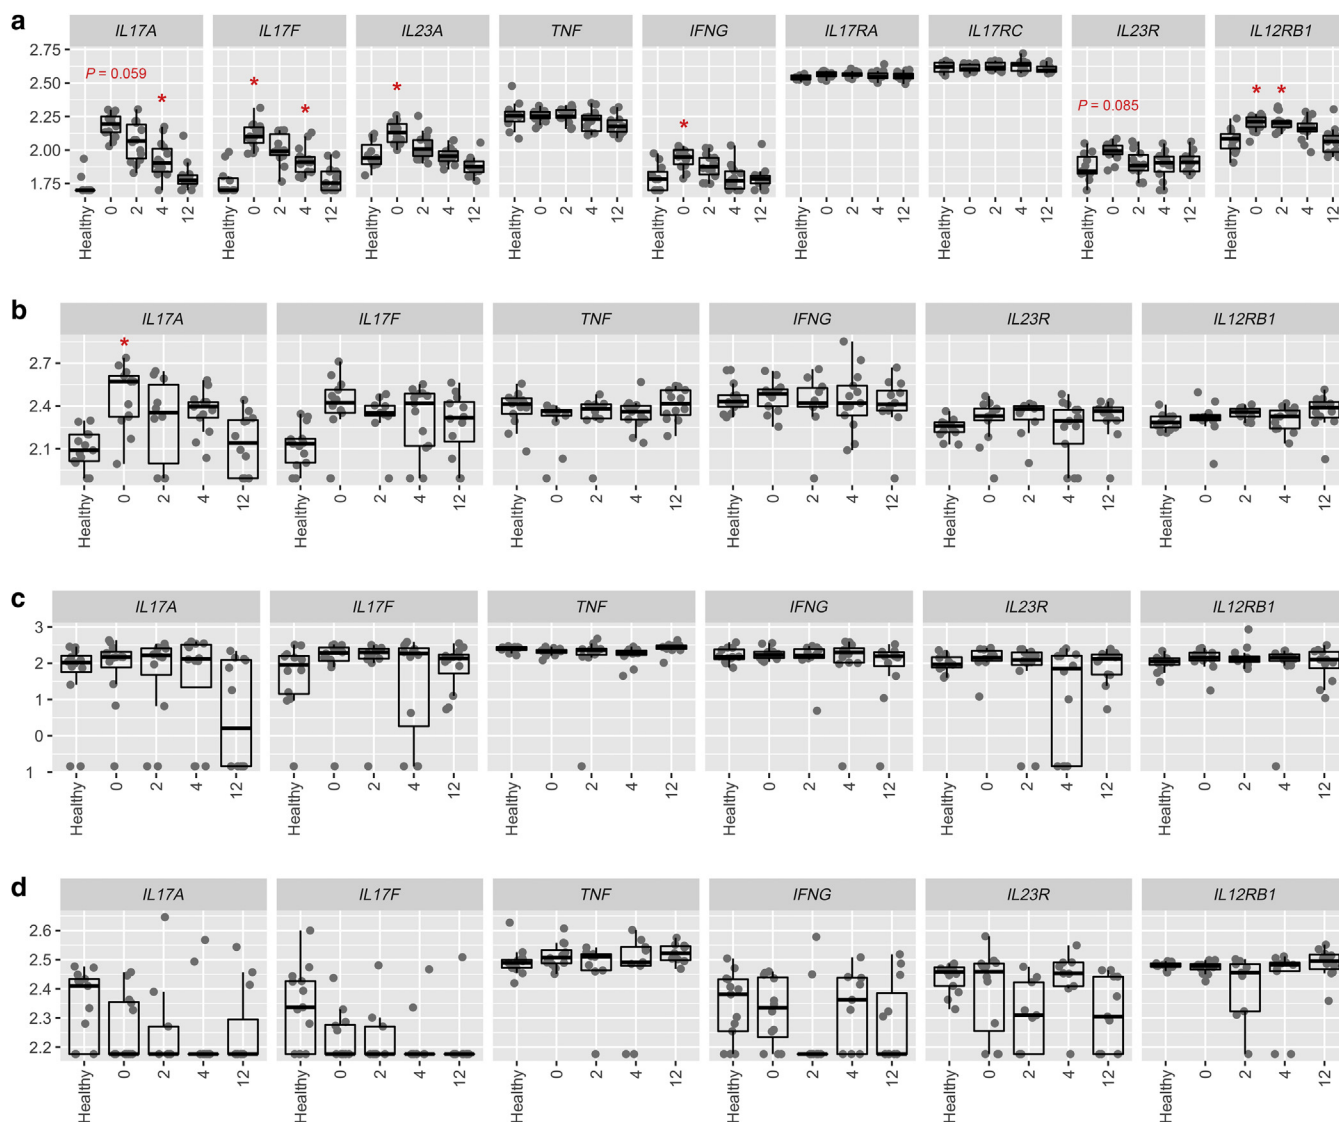 a
IL17A IL17F IL23A TNF IFNG IL17RA IL17RC IL23R IL12RB1
2.75
2.50
2.25
2.00
1.75
P = 0.059 * * * * * P = 0.085 * *
Healthy 0 2 4 12 Healthy 0 2 4 12 Healthy 0 2 4 12 Healthy 0 2 4 12 Healthy 0 2 4 12 Healthy 0 2 4 12 Healthy 0 2 4 12 Healthy 0 2 4 12 Healthy 0 2 4 12
b
IL17A IL17F TNF IFNG IL23R IL12RB1
*
2.7
2.4
2.1
Healthy 0 2 4 12 Healthy 0 2 4 12 Healthy 0 2 4 12 Healthy 0 2 4 12 Healthy 0 2 4 12 Healthy 0 2 4 12
c
IL17A IL17F TNF IFNG IL23R IL12RB1
3
2
1
0
1
Healthy 0 2 4 12 Healthy 0 2 4 12 Healthy 0 2 4 12 Healthy 0 2 4 12 Healthy 0 2 4 12 Healthy 0 2 4 12
d
IL17A IL17F TNF IFNG IL23R IL12RB1
2.6
2.5
2.4
2.3
2.2
Healthy 0 2 4 12 Healthy 0 2 4 12 Healthy 0 2 4 12 Healthy 0 2 4 12 Healthy 0 2 4 12 Healthy 0 2 4 12